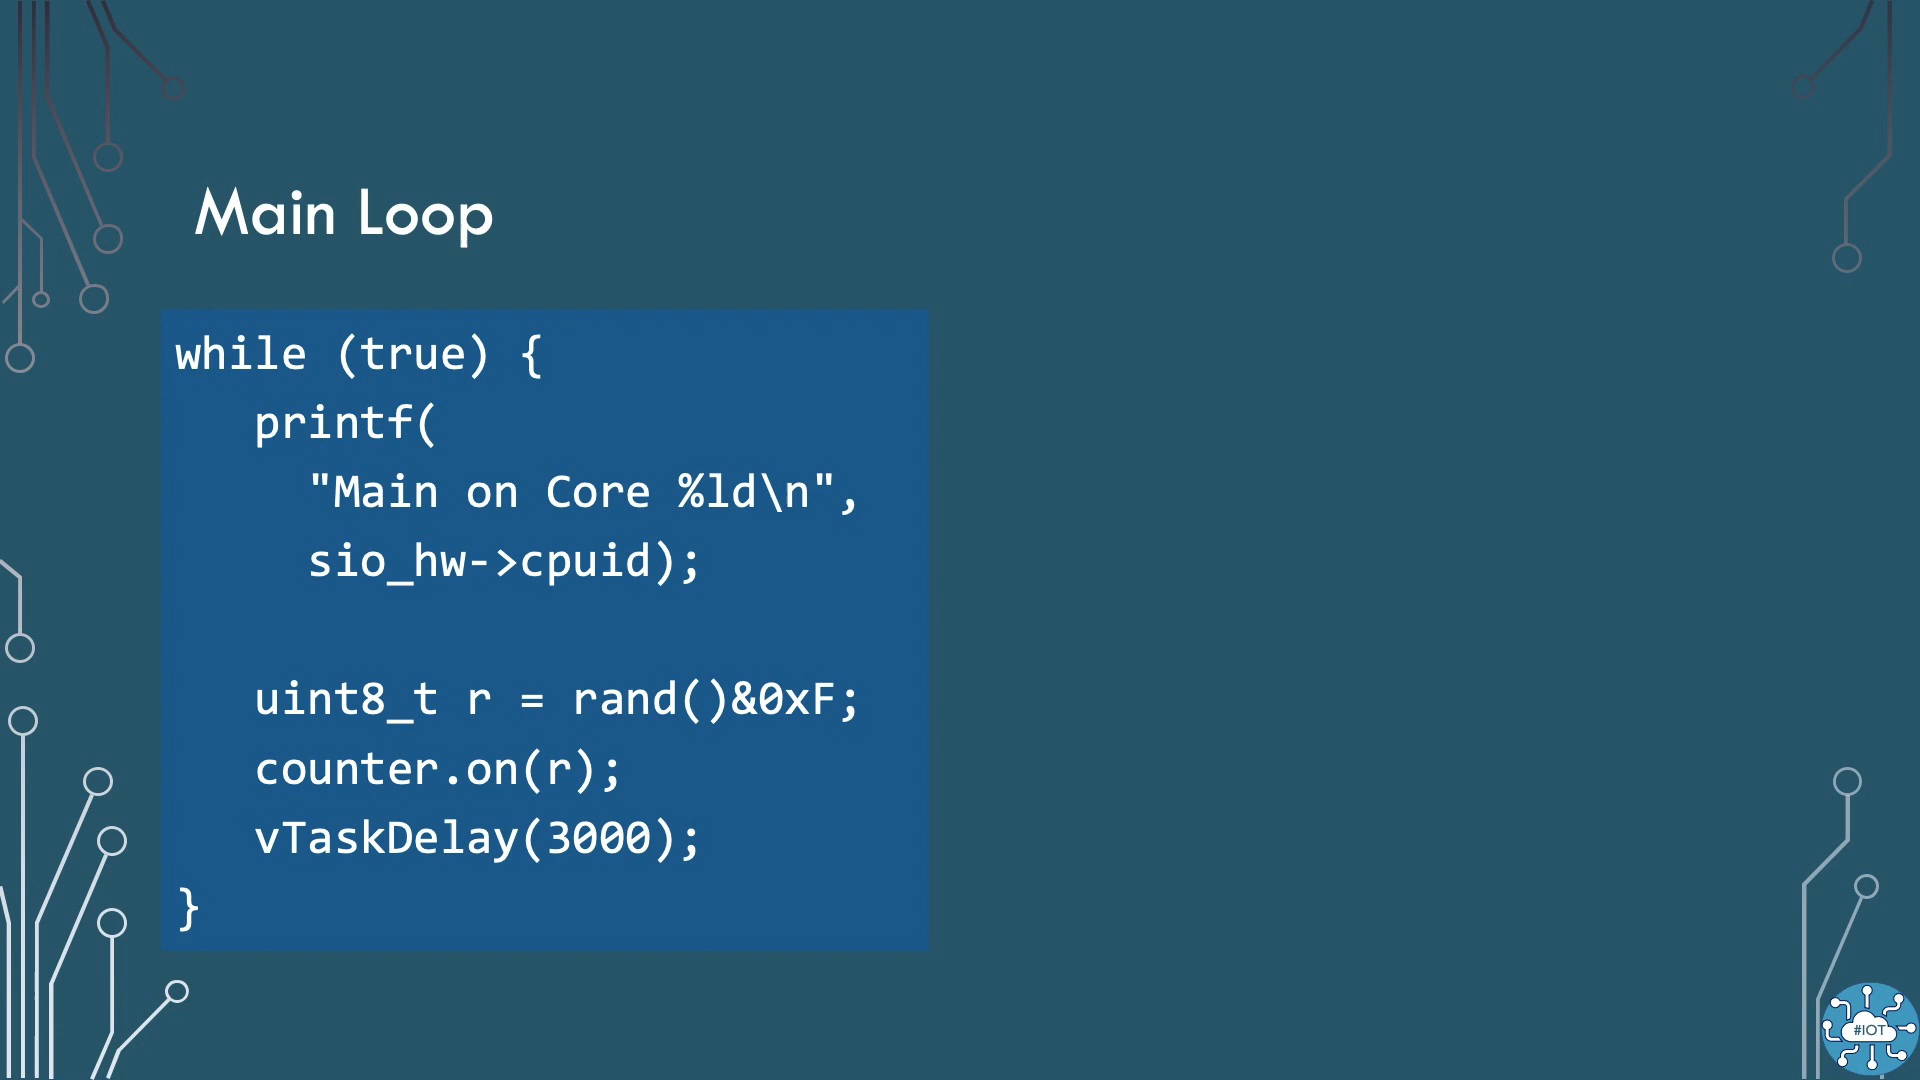 Main Loop
while (true) {
printf(
"Main on Core %ld\n",
sio_hw->cpuid);
uint8_t r = rand()&0xF;
counter.on(r);
vTaskDelay(3000);
}
#IOT